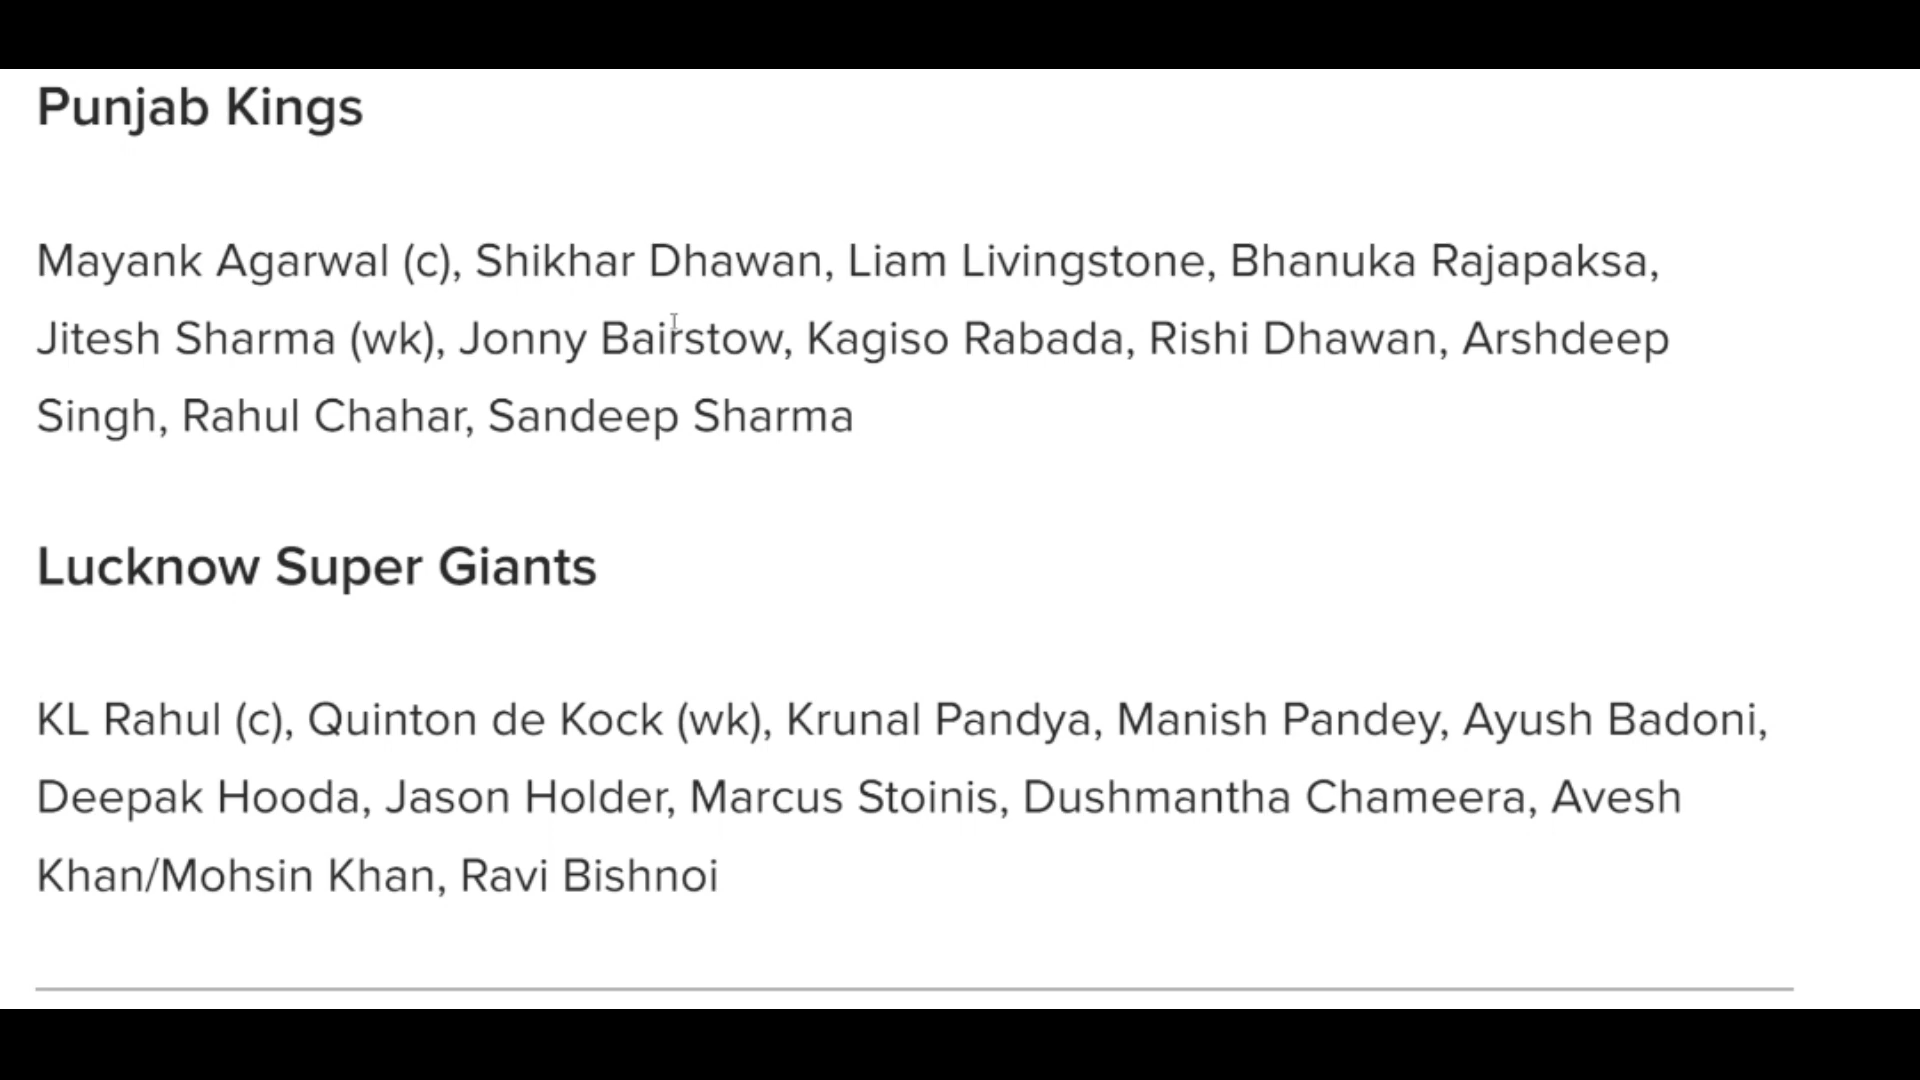 Punjab Kings
Mayank Agarwal (c), Shikhar Dhawan, Liam Livingstone, Bhanuka Rajapaksa,
Jitesh Sharma (wk), Jonny Bairstow, Kagiso Rabada, Rishi Dhawan, Arshdeep
Singh, Rahul Chahar, Sandeep Sharma
Lucknow Super Giants
KL Rahul (c), Quinton de Kock (wk), Krunal Pandya, Manish Pandey, Ayush Badoni,
Deepak Hooda, Jason Holder, Marcus Stoinis, Dushmantha Chameera, Avesh
Khan/Mohsin Khan, Ravi Bishnoi